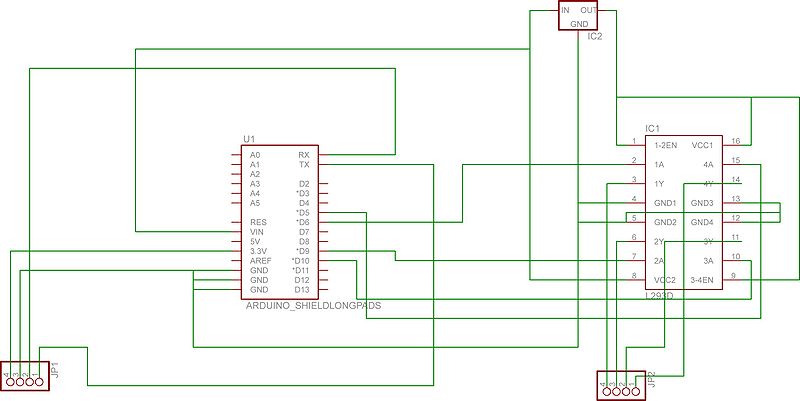 IN OUT
GND
IC2
U1
A0 RX
A1 TX
A2
A3 D2
A4 *D3
A5 D4
*D5
RES *D6
VIN D7
5V D8
3.3V *D9
AREF *D10
GND *D11
GND D12
GND D13
ARDUINO_SHIELDLONGPADS
IC1
1 1-2EN VCC1 16
2 1A 4A 15
3 1Y 4Y 14
4 GND1 GND3 13
5 GND2 GND4 12
6 2Y 3Y 11
7 2A 3A 10
8 VCC2 3-4EN 9
L293D
4 3 2 1
JP1
4 3 2 1
JP2